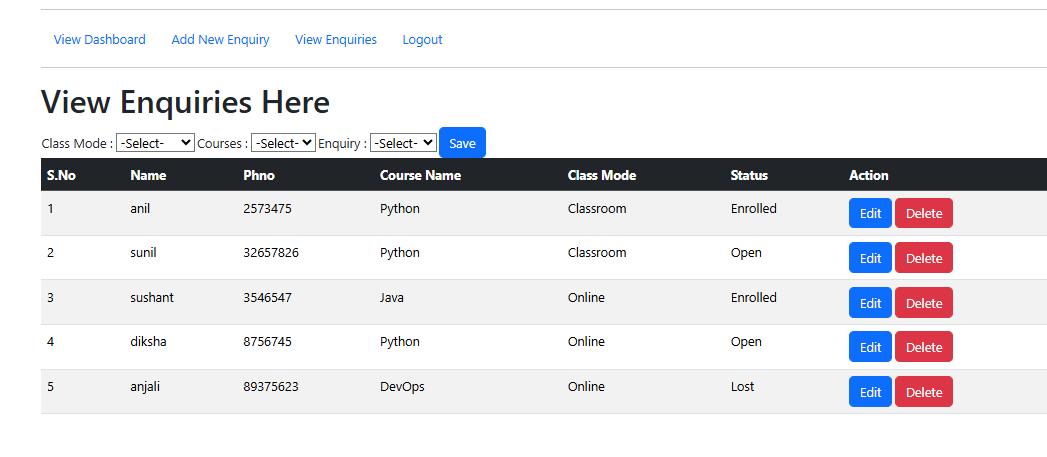 View Dashboard Add New Enquiry View Enquiries Logout
View Enquiries Here
Class Mode : -Select- Courses : -Select- Enquiry : -Select- Save
S.No Name Phno Course Name Class Mode Status Action
1 anil 2573475 Python Classroom Enrolled Edit Delete
2 sunil 32657826 Python Classroom Open Edit Delete
3 sushant 3546547 Java Online Enrolled Edit Delete
4 diksha 8756745 Python Online Open Edit Delete
5 anjali 89375623 DevOps Online Lost Edit Delete